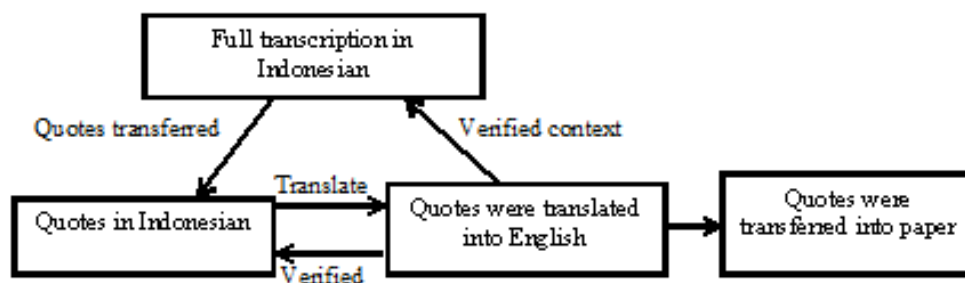 Full transcription in
Indonesian
Quotes transferred
Verified context
Translate
Quotes in Indonesian
Quotes were translated
into English
Quotes were
transferred into paper
Verified